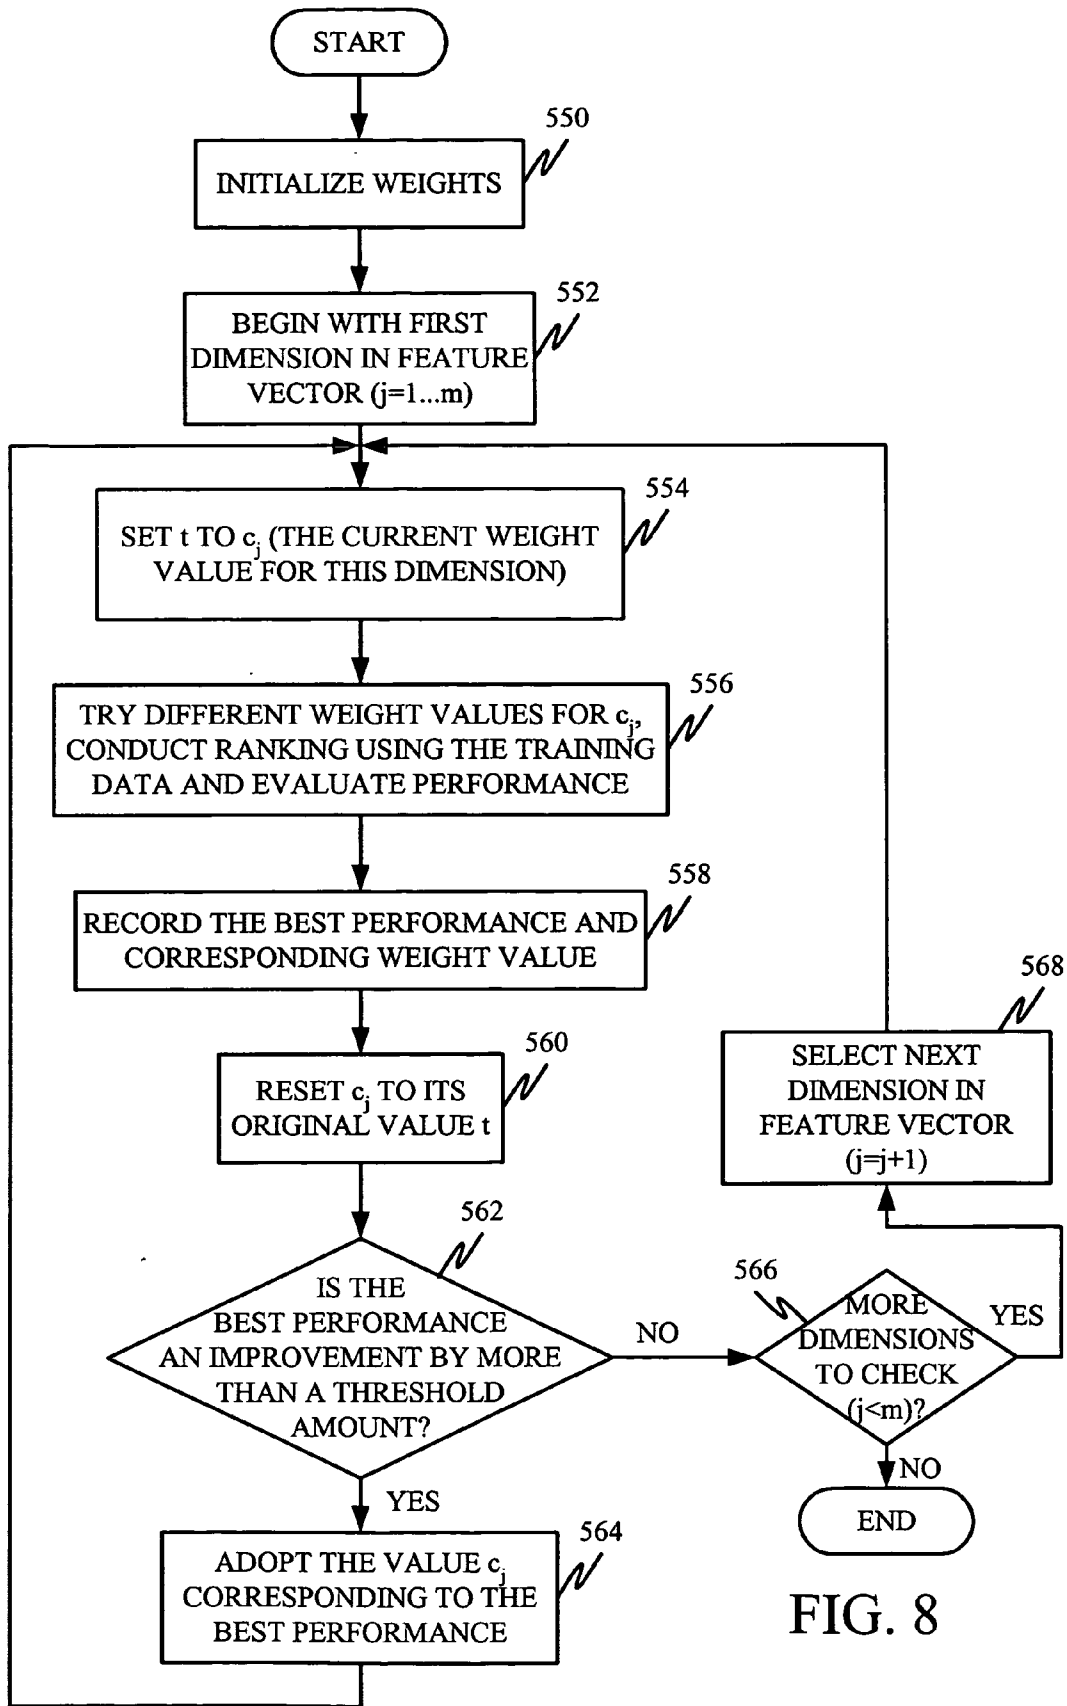 START
550
INITIALIZE WEIGHTS
552
BEGIN WITH FIRST
DIMENSION IN FEATURE
VECTOR (j=1...m)
554
SET t TO cj (THE CURRENT WEIGHT
VALUE FOR THIS DIMENSION)
556
TRY DIFFERENT WEIGHT VALUES FOR cj,
CONDUCT RANKING USING THE TRAINING
DATA AND EVALUATE PERFORMANCE
558
RECORD THE BEST PERFORMANCE AND
CORRESPONDING WEIGHT VALUE
560
RESET cj TO ITS
ORIGINAL VALUE t
562
IS THE
BEST PERFORMANCE
AN IMPROVEMENT BY MORE
THAN A THRESHOLD
AMOUNT?
NO
YES
564
ADOPT THE VALUE cj
CORRESPONDING TO THE
BEST PERFORMANCE
566
MORE
DIMENSIONS
TO CHECK
(j<m)?
YES
NO
568
SELECT NEXT
DIMENSION IN
FEATURE VECTOR
(j=j+1)
END
FIG. 8